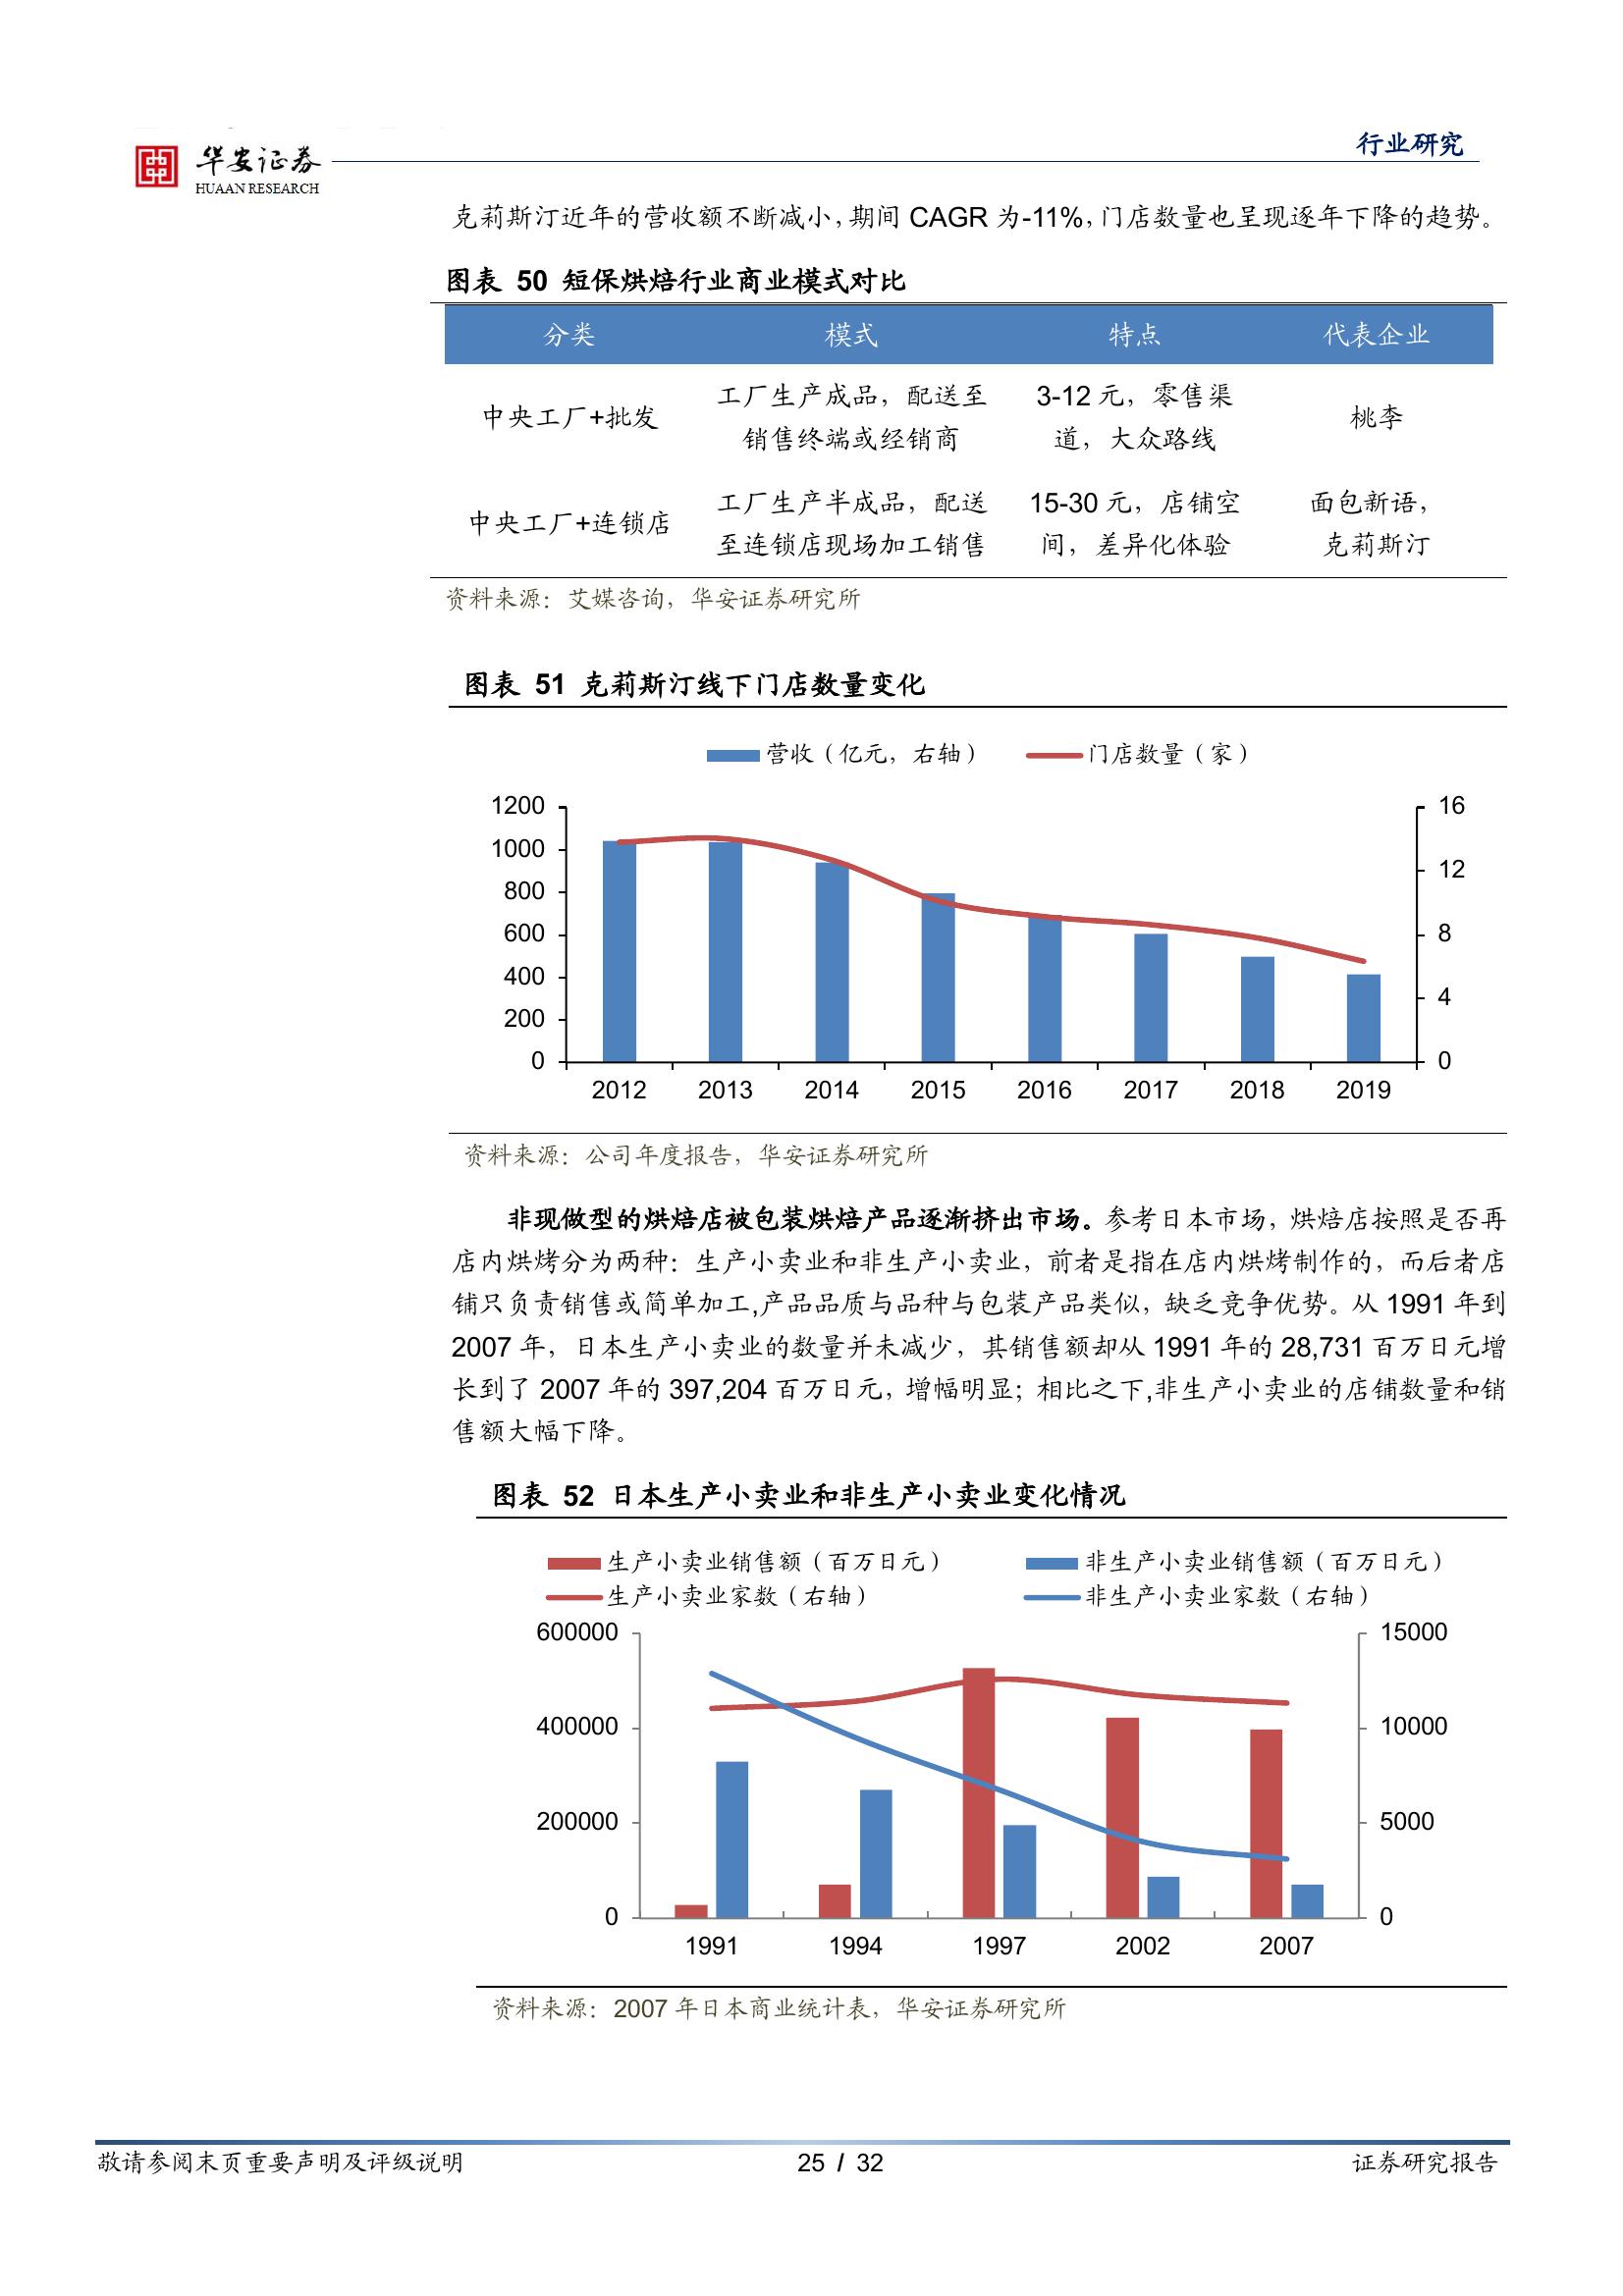 华安证券
HUAAN RESEARCH
行业研究
克莉斯汀近年的营收额不断减小，期间 CAGR 为-11%，门店数量也呈现逐年下降的趋势。
图表 50 短保烘焙行业商业模式对比
分类 模式 特点 代表企业
中央工厂+批发 工厂生产成品，配送至销售终端或经销商 3-12 元，零售渠道，大众路线 桃李
中央工厂+连锁店 工厂生产半成品，配送至连锁店现场加工销售 15-30 元，店铺空间，差异化体验 面包新语，克莉斯汀
资料来源：艾媒咨询，华安证券研究所
图表 51 克莉斯汀线下门店数量变化
营收（亿元，右轴） 门店数量（家）
1200 16
1000
800 12
600 8
400
200 4
0 0
2012 2013 2014 2015 2016 2017 2018 2019
资料来源：公司年度报告，华安证券研究所
非现做型的烘焙店被包装烘焙产品逐渐挤出市场。参考日本市场，烘焙店按照是否再
店内烘烤分为两种：生产小卖业和非生产小卖业，前者是指在店内烘烤制作的，而后者店
铺只负责销售或简单加工,产品品质与品种与包装产品类似，缺乏竞争优势。从 1991 年到
2007 年，日本生产小卖业的数量并未减少，其销售额却从 1991 年的 28,731 百万日元增
长到了 2007 年的 397,204 百万日元，增幅明显；相比之下,非生产小卖业的店铺数量和销
售额大幅下降。
图表 52 日本生产小卖业和非生产小卖业变化情况
生产小卖业销售额（百万日元） 非生产小卖业销售额（百万日元）
生产小卖业家数（右轴） 非生产小卖业家数（右轴）
600000 15000
400000 10000
200000 5000
0 0
1991 1994 1997 2002 2007
资料来源：2007 年日本商业统计表，华安证券研究所
敬请参阅末页重要声明及评级说明 25 / 32 证券研究报告